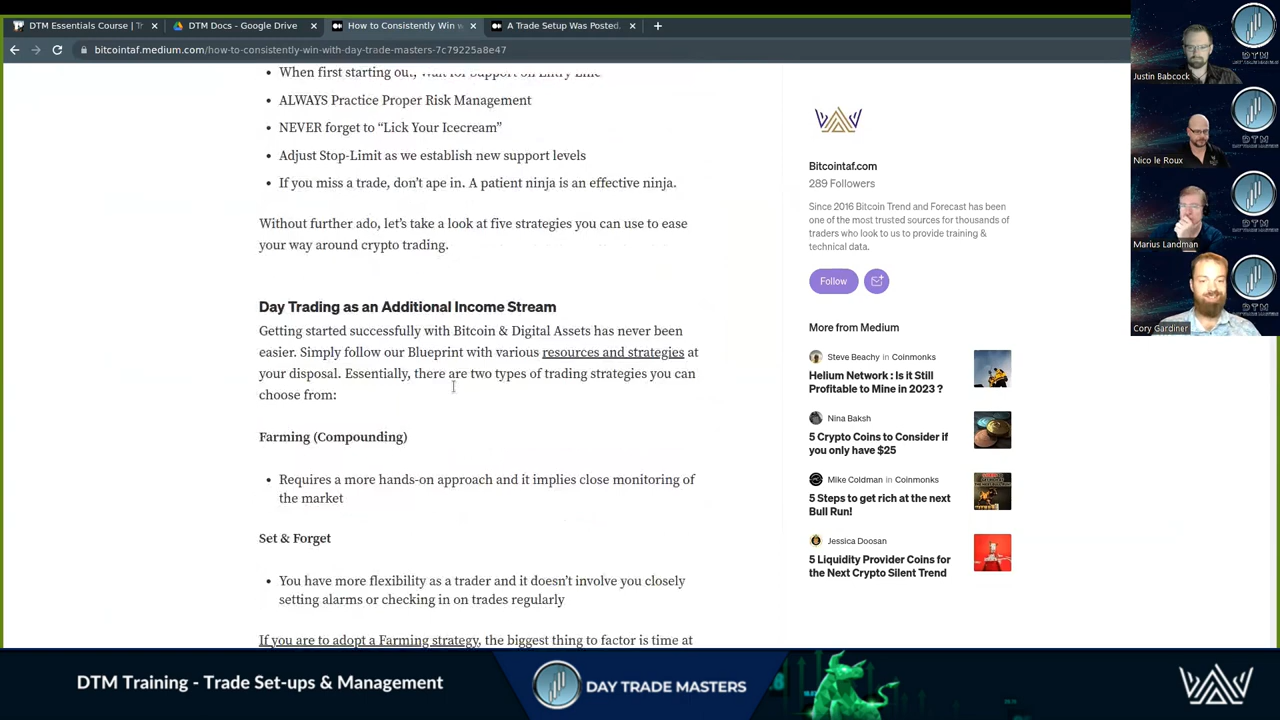 DTM Essentials Course | Tr
DTM Docs - Google Drive
How to Consistently Win w
A Trade Setup Was Posted.
bitcointaf.medium.com/how-to-consistently-win-with-day-trade-masters-7c79225a8e47
When first starting out, Wait for Support on Entry Line
ALWAYS Practice Proper Risk Management
NEVER forget to “Lick Your Icecream”
Adjust Stop-Limit as we establish new support levels
If you miss a trade, don’t ape in. A patient ninja is an effective ninja.
Without further ado, let’s take a look at five strategies you can use to ease
your way around crypto trading.
Day Trading as an Additional Income Stream
Getting started successfully with Bitcoin & Digital Assets has never been
easier. Simply follow our Blueprint with various resources and strategies at
your disposal. Essentially, there are two types of trading strategies you can
choose from:
Farming (Compounding)
Requires a more hands-on approach and it implies close monitoring of
the market
Set & Forget
You have more flexibility as a trader and it doesn’t involve you closely
setting alarms or checking in on trades regularly
If you are to adopt a Farming strategy, the biggest thing to factor is time at
Bitcointaf.com
289 Followers
Since 2016 Bitcoin Trend and Forecast has been
one of the most trusted sources for thousands of
traders who look to us to provide training &
technical data.
Follow
More from Medium
Steve Beachy in Coinmonks
Helium Network : Is it Still
Profitable to Mine in 2023 ?
Nina Baksh
5 Crypto Coins to Consider if
you only have $25
Mike Coldman in Coinmonks
5 Steps to get rich at the next
Bull Run!
Jessica Doosan
5 Liquidity Provider Coins for
the Next Crypto Silent Trend
Justin Babcock
DTM
Nico le Roux
DTM
Marius Landman
DTM
Cory Gardiner
DTM
DTM Training - Trade Set-ups & Management
DAY TRADE MASTERS